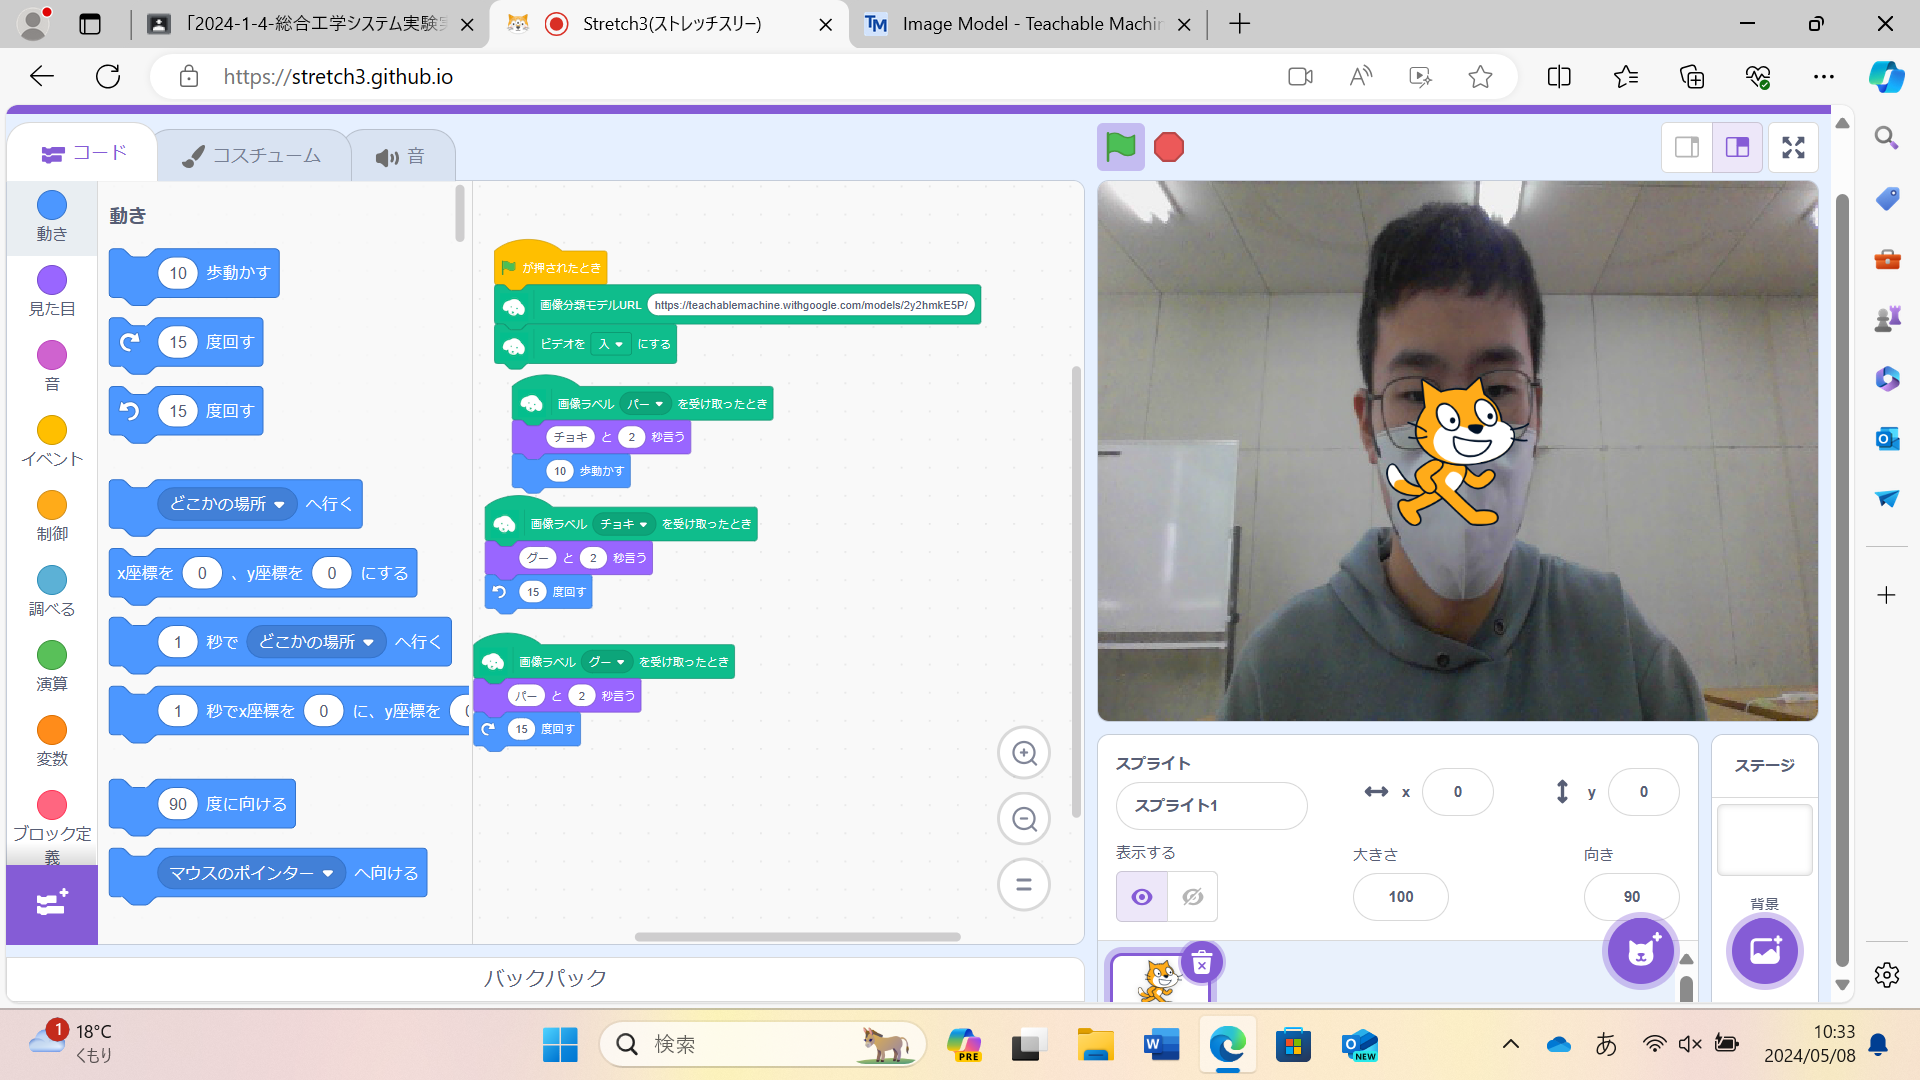 「2024-1-4-総合工学システム実験実
Stretch3(ストレッチスリー)
Image Model - Teachable Machin
https://stretch3.github.io
コード
コスチューム
音
動き
見た目
音
イベント
制御
調べる
演算
変数
ブロック定義
動き
10 歩動かす
15 度回す
15 度回す
どこかの場所 へ行く
x座標を 0 、y座標を 0 にする
1 秒で どこかの場所 へ行く
1 秒でx座標を 0 に、y座標を
90 度に向ける
マウスのポインター へ向ける
が押されたとき
画像分類モデルURL https://teachablemachine.withgoogle.com/models/2y2hmkE5P/
ビデオを 入 にする
画像ラベル パー を受け取ったとき
チョキ と 2 秒言う
10 歩動かす
画像ラベル チョキ を受け取ったとき
グー と 2 秒言う
15 度回す
画像ラベル グー を受け取ったとき
パー と 2 秒言う
15 度回す
バックパック
スプライト
スプライト1
x 0
y 0
表示する
大きさ
向き
100
90
ステージ
背景
1
18°C
くもり
検索
PRE
W
NEW
あ
10:33
2024/05/08